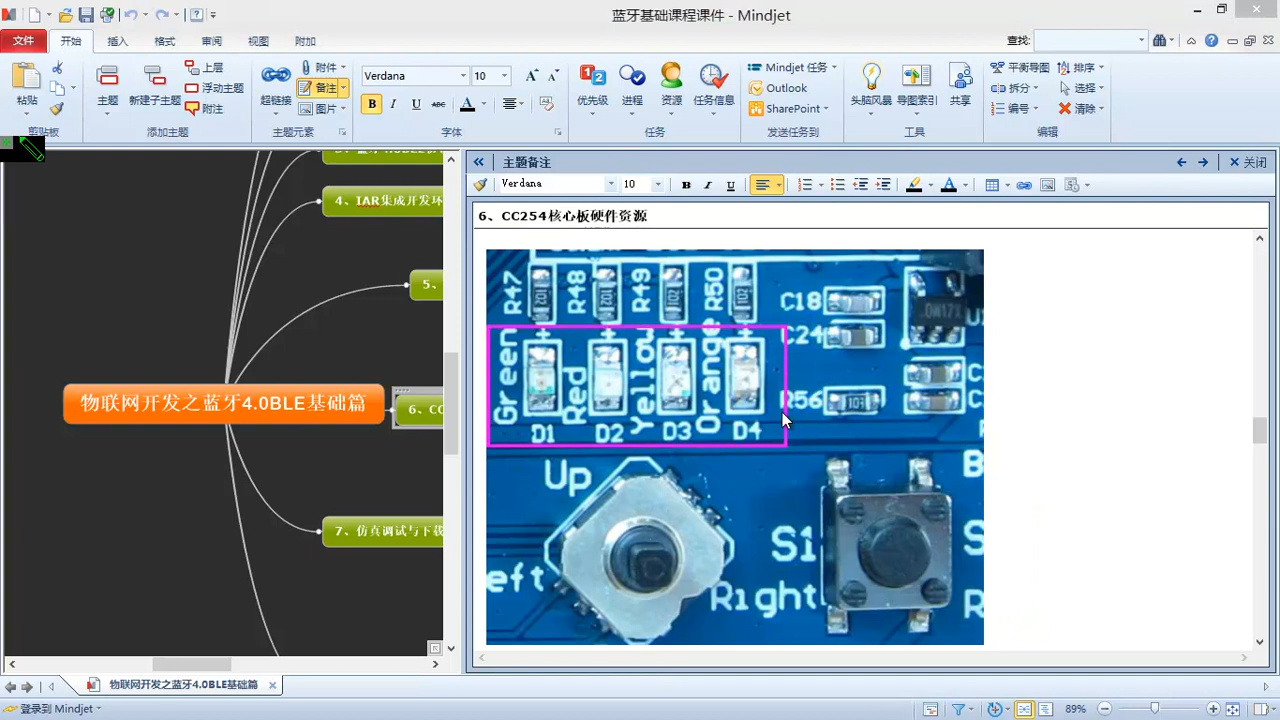 蓝牙基础课程课件 - Mindjet
文件 开始 插入 格式 审阅 视图 附加 查找:
粘贴
剪贴板
主题
新建子主题
上层
浮动主题
附注
添加主题
超链接
附件
备注
图片
主题元素
Verdana 10
B I U ABC A
字体
优先级
进程
资源
任务信息
任务
Mindjet 任务
Outlook
SharePoint
发送任务到
头脑风暴
导图索引
共享
工具
平衡导图
拆分
编号
排序
选择
清除
编辑
4、IAR集成开发环
5、
物联网开发之蓝牙4.0BLE基础篇
6、CC
7、仿真调试与下载
主题备注 关闭
Verdana 10 B I U A
6、CC254核心板硬件资源
R47 R48 R49 R50
C18
C24
R56
102 102 102 102
103
Green Red Yellow Orange
D1 D2 D3 D4
Up
eft
Right
S1
B
S
R
物联网开发之蓝牙4.0BLE基础篇
登录到 Mindjet
89%